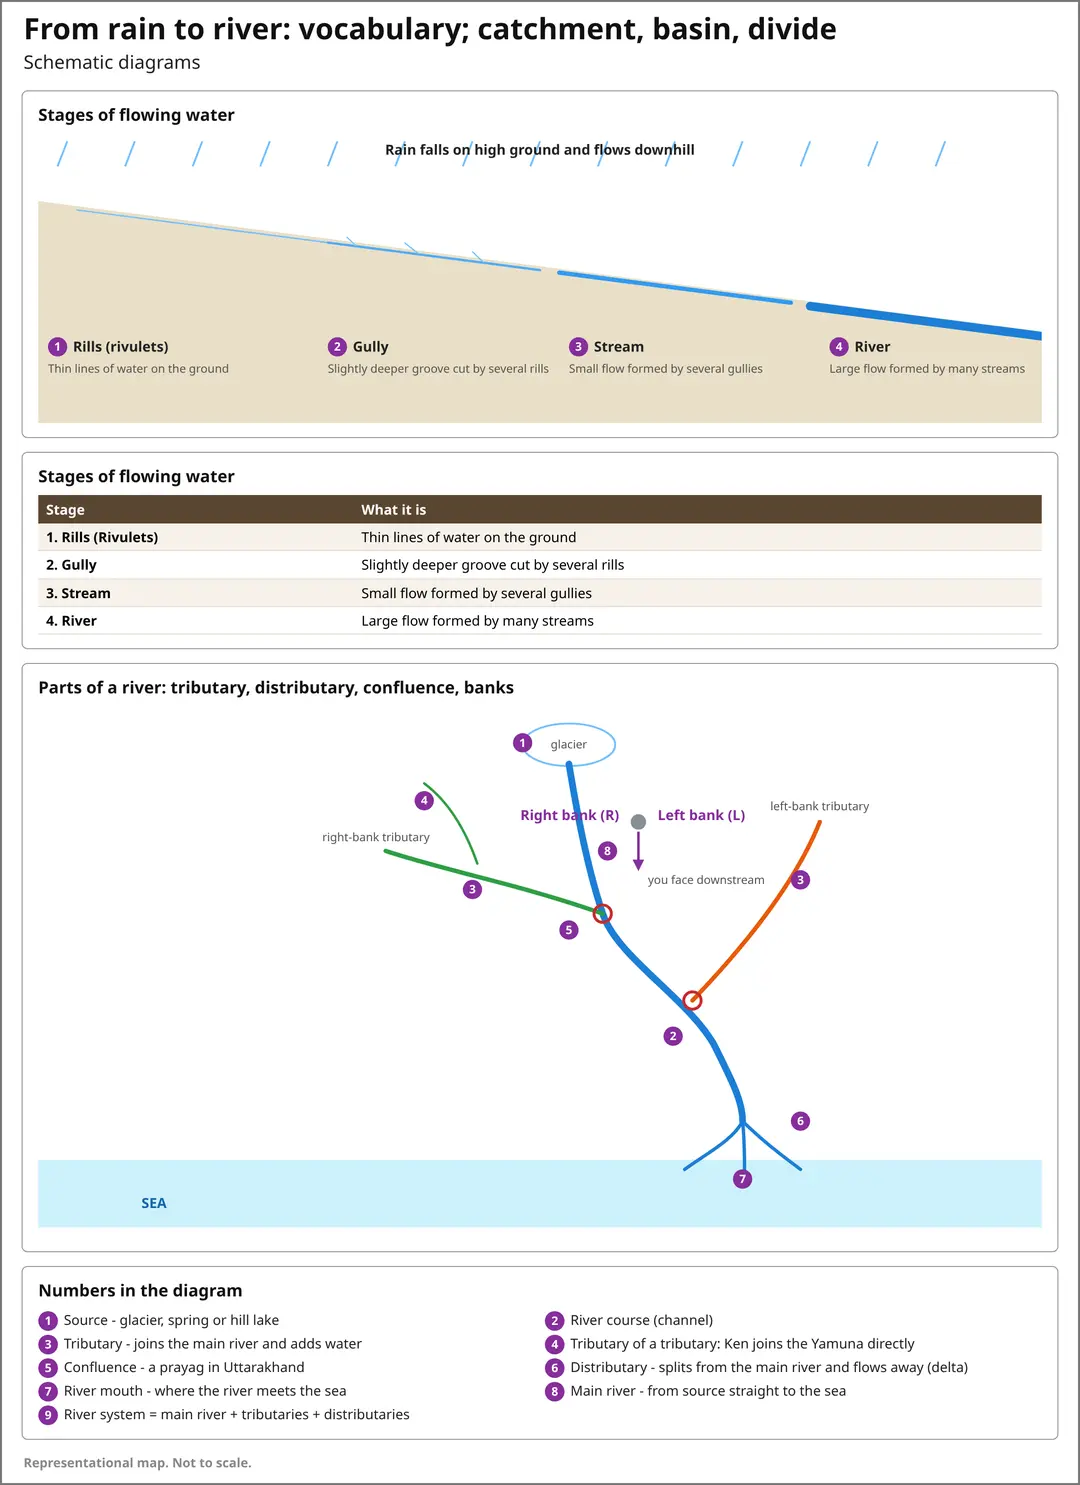 From rain to river: vocabulary; catchment, basin, divide
Schematic diagrams
Stages of flowing water
Rain falls on high ground and flows downhill
1 Rills (rivulets)
Thin lines of water on the ground
2 Gully
Slightly deeper groove cut by several rills
3 Stream
Small flow formed by several gullies
4 River
Large flow formed by many streams
Stages of flowing water
Stage What it is
1. Rills (Rivulets) Thin lines of water on the ground
2. Gully Slightly deeper groove cut by several rills
3. Stream Small flow formed by several gullies
4. River Large flow formed by many streams
Parts of a river: tributary, distributary, confluence, banks
1 glacier
4
left-bank tributary
Right bank (R) Left bank (L)
right-bank tributary
8
you face downstream
3
3
5
2
6
7
SEA
Numbers in the diagram
1 Source - glacier, spring or hill lake
2 River course (channel)
3 Tributary - joins the main river and adds water
4 Tributary of a tributary: Ken joins the Yamuna directly
5 Confluence - a prayag in Uttarakhand
6 Distributary - splits from the main river and flows away (delta)
7 River mouth - where the river meets the sea
8 Main river - from source straight to the sea
9 River system = main river + tributaries + distributaries
Representational map. Not to scale.